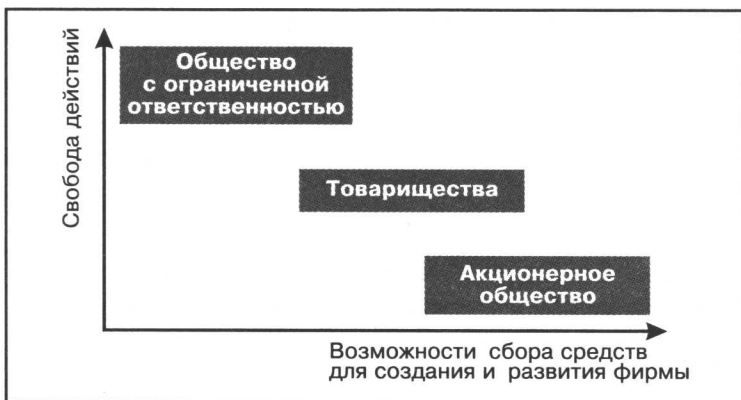 Свобода действий
Общество
с ограниченной
ответственностью
Товарищества
Акционерное
общество
Возможности сбора средств
для создания и развития фирмы